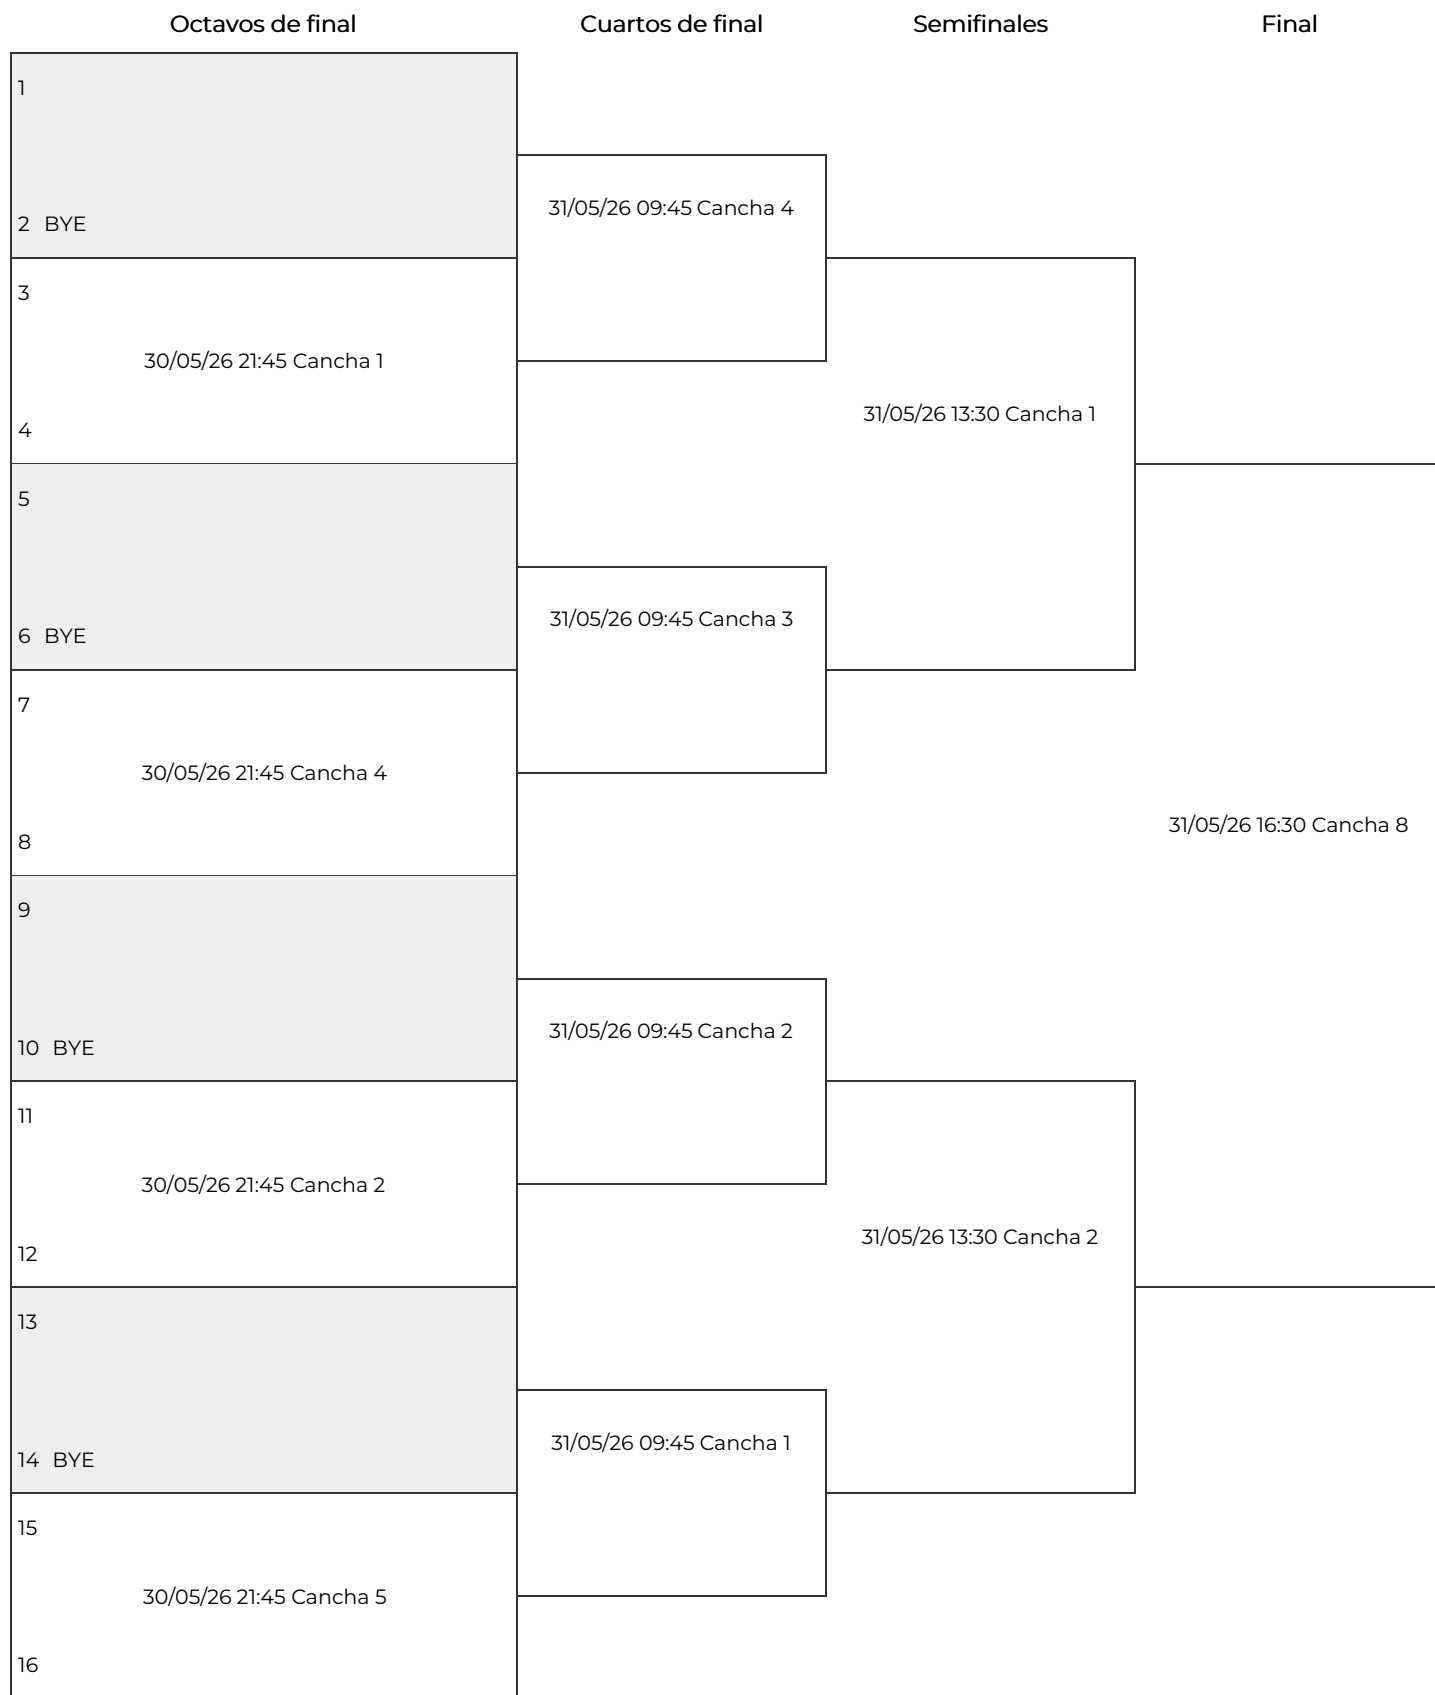 Octavos de final
Cuartos de final
Semifinales
Final
1
2 BYE
3
30/05/26 21:45 Cancha 1
4
5
6 BYE
7
30/05/26 21:45 Cancha 4
8
9
10 BYE
11
30/05/26 21:45 Cancha 2
12
13
14 BYE
15
30/05/26 21:45 Cancha 5
16
31/05/26 09:45 Cancha 4
31/05/26 09:45 Cancha 3
31/05/26 09:45 Cancha 2
31/05/26 09:45 Cancha 1
31/05/26 13:30 Cancha 1
31/05/26 13:30 Cancha 2
31/05/26 16:30 Cancha 8